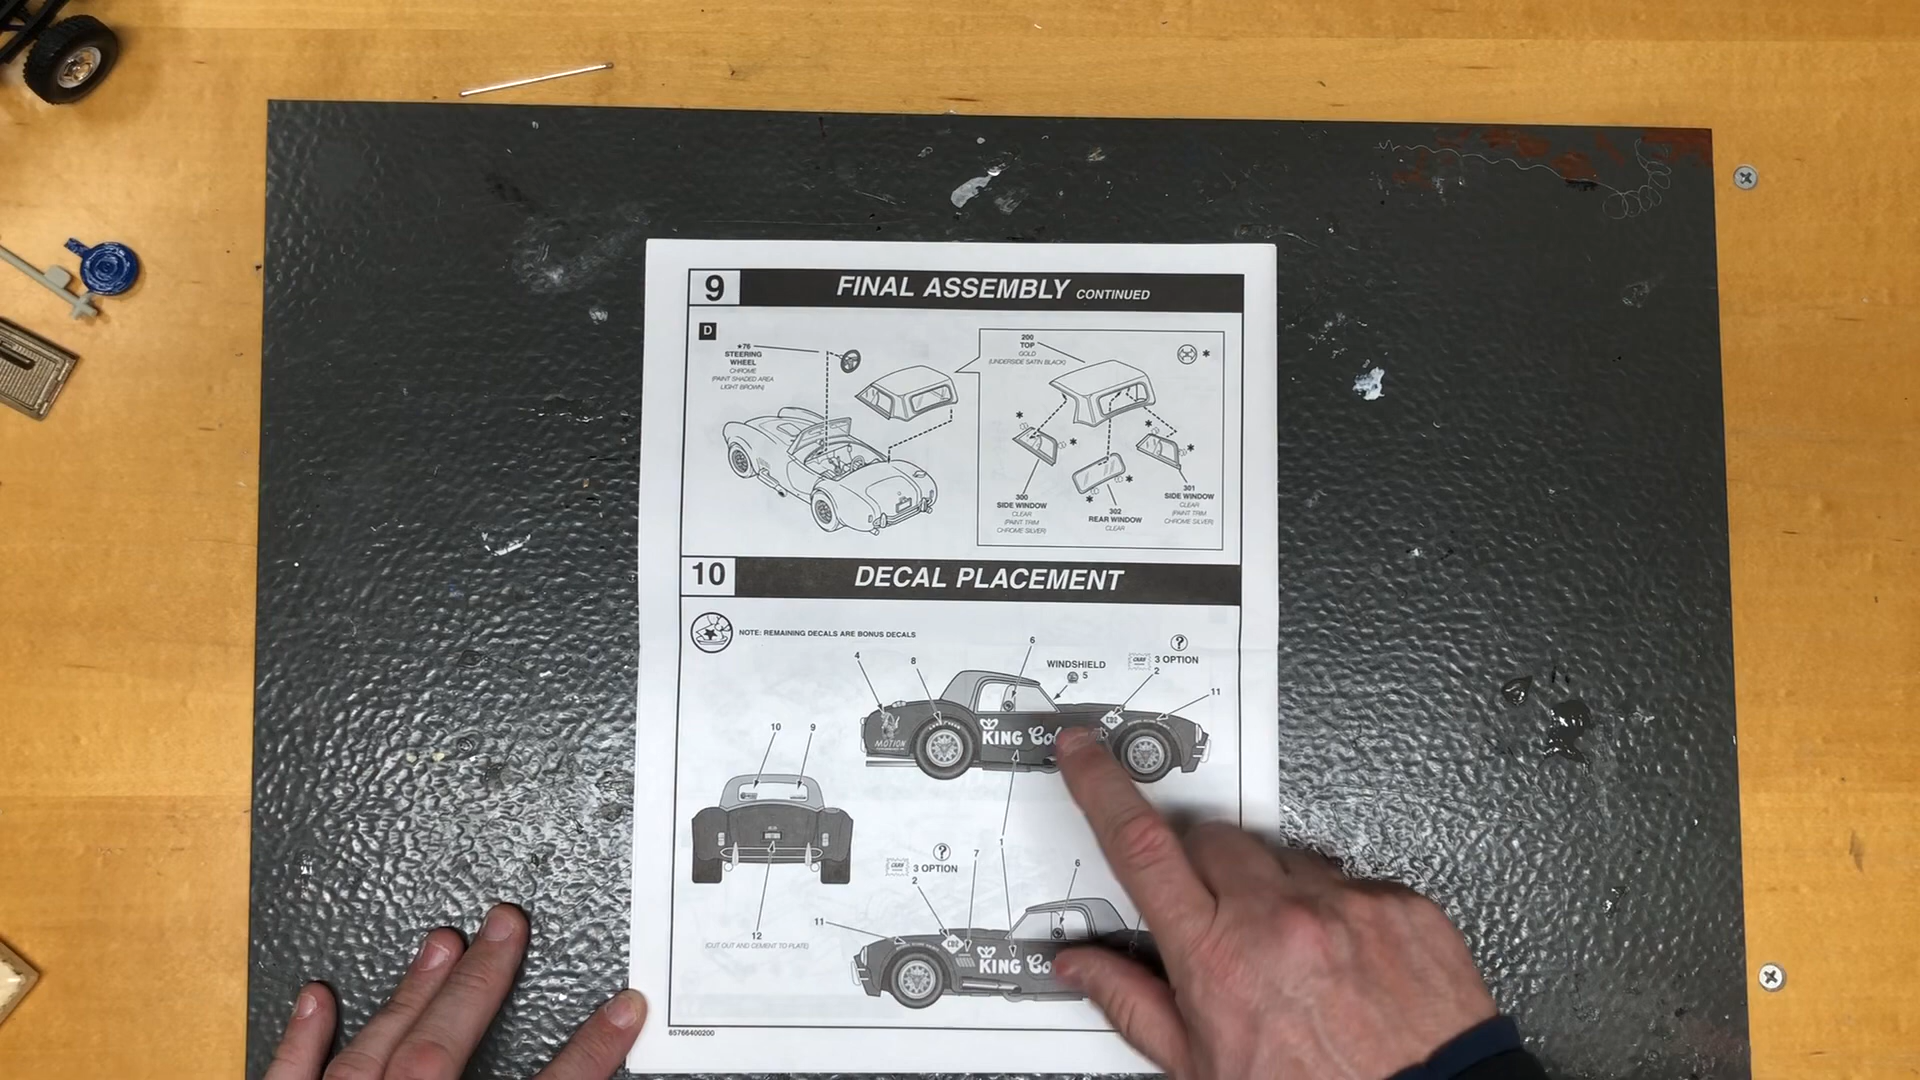 9
FINAL ASSEMBLY CONTINUED
D
★76
STEERING
WHEEL
CHROME
(PAINT SHADED AREA
LIGHT BROWN)
200
TOP
GOLD
(UNDERSIDE SATIN BLACK)
*
*
*
*
*
*
*
300
SIDE WINDOW
CLEAR
(PAINT TRIM
CHROME SILVER)
302
REAR WINDOW
CLEAR
301
SIDE WINDOW
CLEAR
(PAINT TRIM
CHROME SILVER)
10
DECAL PLACEMENT
NOTE: REMAINING DECALS ARE BONUS DECALS
4
8
6
WINDSHIELD
5
?
3 OPTION
2
11
MOTION
KING Co
10
9
12
(CUT OUT AND CEMENT TO PLATE)
?
3 OPTION
2
7
1
6
11
KING Co
85766400200